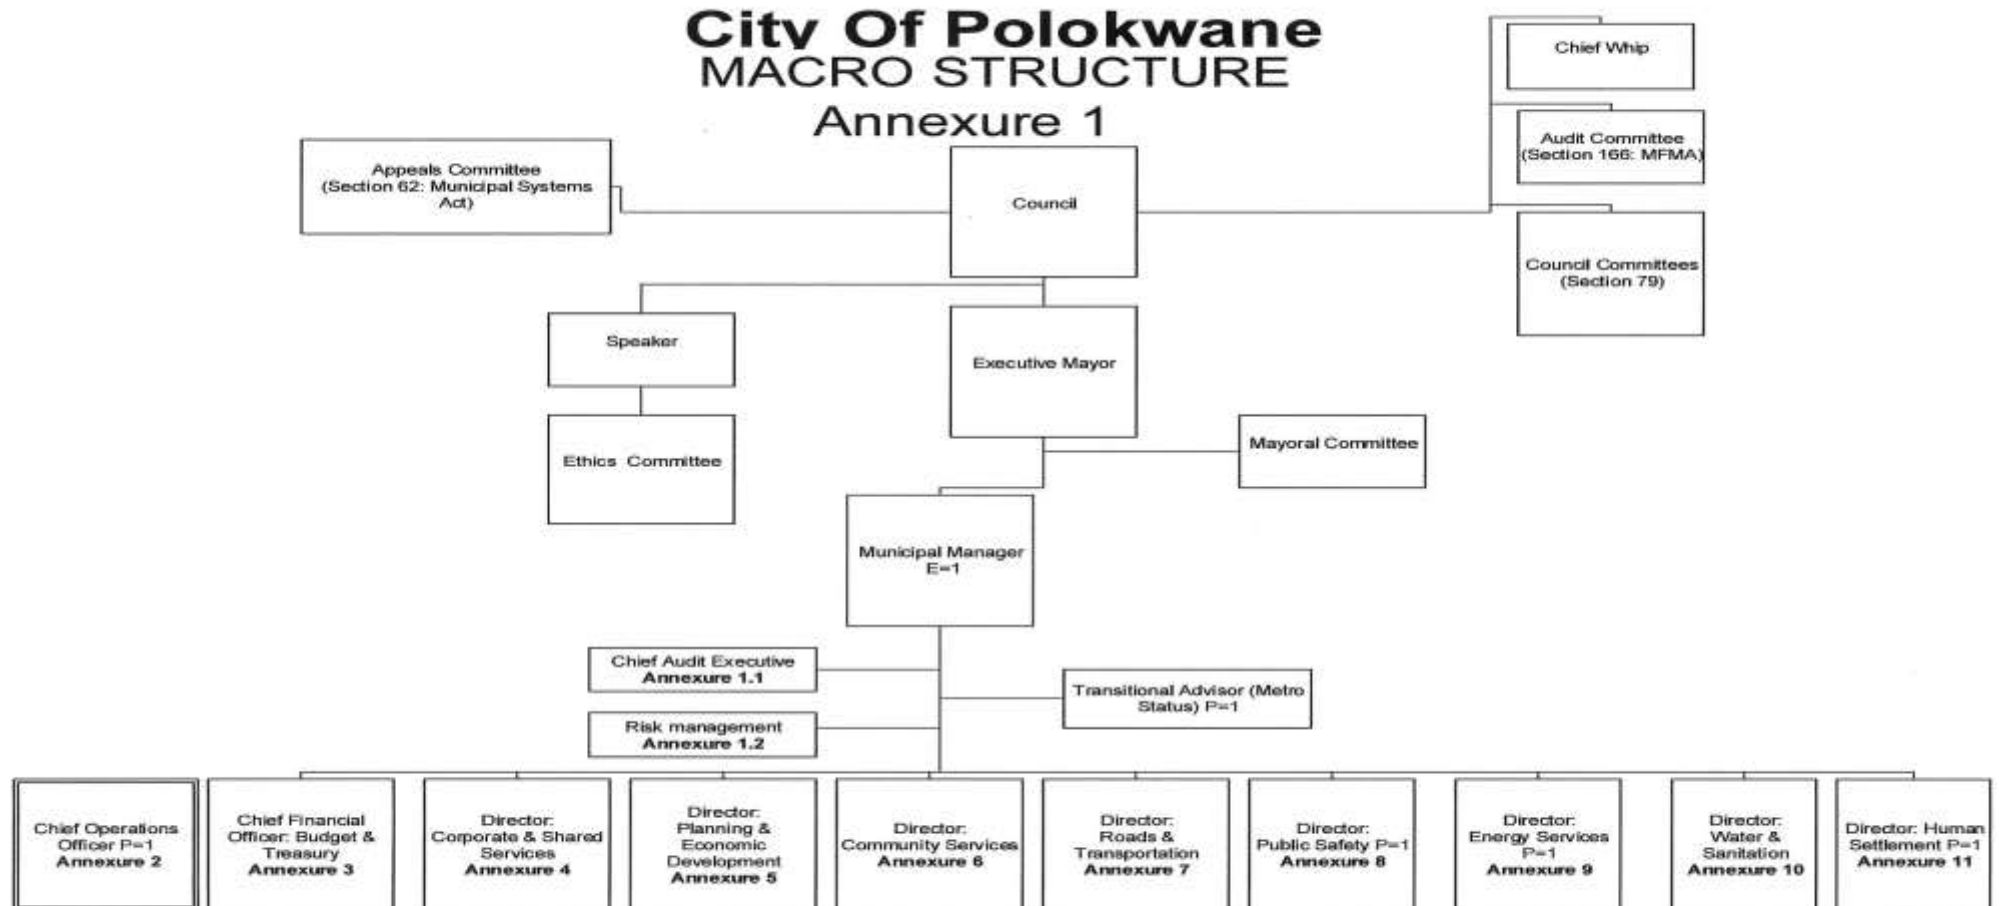 City Of Polokwane
MACRO STRUCTURE
Annexure 1
Chief Whip
Audit Committee
(Section 166: MFMA)
Council Committees
(Section 79)
Appeals Committee
(Section 62: Municipal Systems
Act)
Council
Speaker
Executive Mayor
Ethics Committee
Mayoral Committee
Municipal Manager
E=1
Chief Audit Executive
Annexure 1.1
Transitional Advisor (Metro
Status) P=1
Risk management
Annexure 1.2
Chief Operations
Officer P=1
Annexure 2
Chief Financial
Officer: Budget &
Treasury
Annexure 3
Director:
Corporate & Shared
Services
Annexure 4
Director:
Planning &
Economic
Development
Annexure 5
Director:
Community Services
Annexure 6
Director:
Roads &
Transportation
Annexure 7
Director:
Public Safety P=1
Annexure 8
Director:
Energy Services
P=1
Annexure 9
Director:
Water &
Sanitation
Annexure 10
Director: Human
Settlement P=1
Annexure 11